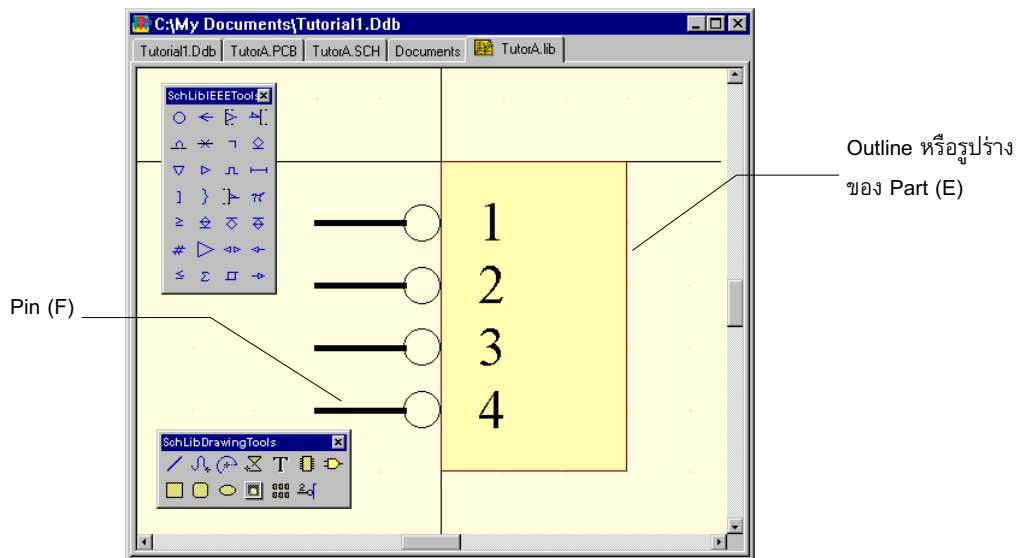 C:\My Documents\Tutorial1.Ddb
Tutorial1.Ddb TutorA.PCB TutorA.SCH Documents TutorA.lib
SchLibIEEETools
1
2
3
4
Outline หรือรูปร่าง
ของ Part (E)
Pin (F)
SchLibDrawingTools